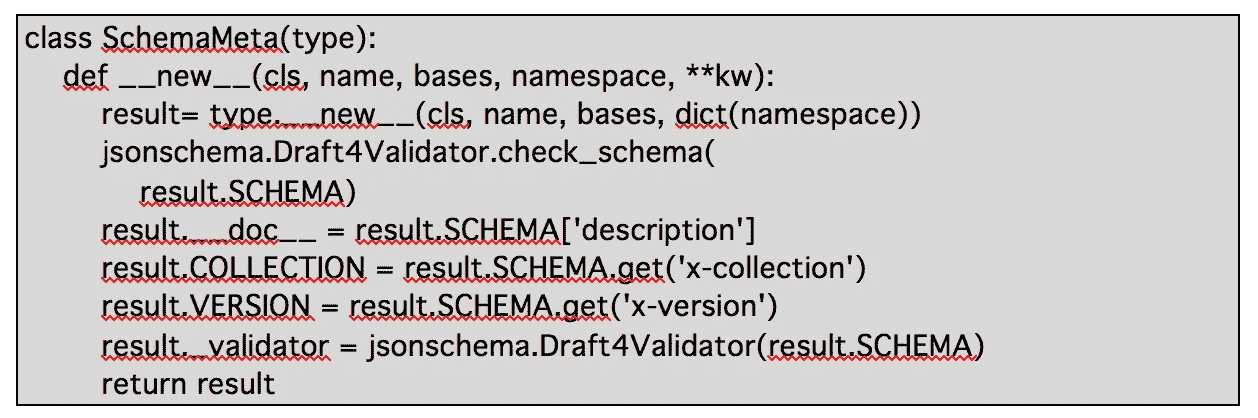 class SchemaMeta(type):
def __new__(cls, name, bases, namespace, **kw):
result= type.__new__(cls, name, bases, dict(namespace))
jsonschema.Draft4Validator.check_schema(
result.SCHEMA)
result.__doc__ = result.SCHEMA['description']
result.COLLECTION = result.SCHEMA.get('x-collection')
result.VERSION = result.SCHEMA.get('x-version')
result._validator = jsonschema.Draft4Validator(result.SCHEMA)
return result